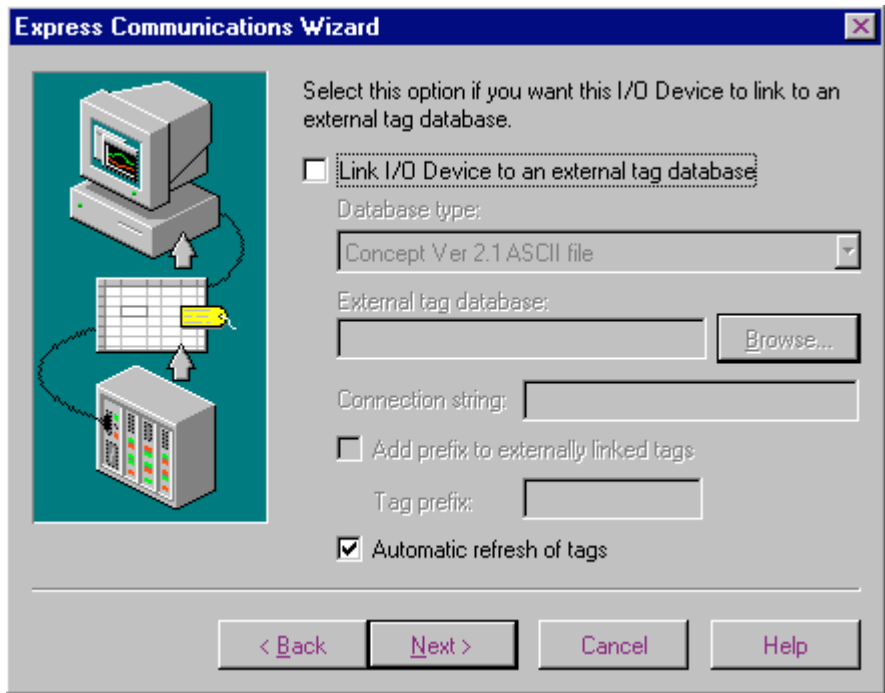 Express Communications Wizard
Select this option if you want this I/O Device to link to an
external tag database.
Link I/O Device to an external tag database
Database type:
Concept Ver 2.1 ASCII file
External tag database:
Browse...
Connection string:
Add prefix to externally linked tags
Tag prefix:
Automatic refresh of tags
< Back
Next >
Cancel
Help